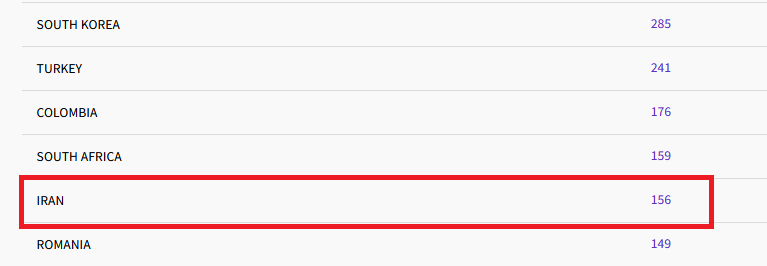 SOUTH KOREA 285
TURKEY 241
COLOMBIA 176
SOUTH AFRICA 159
IRAN 156
ROMANIA 149